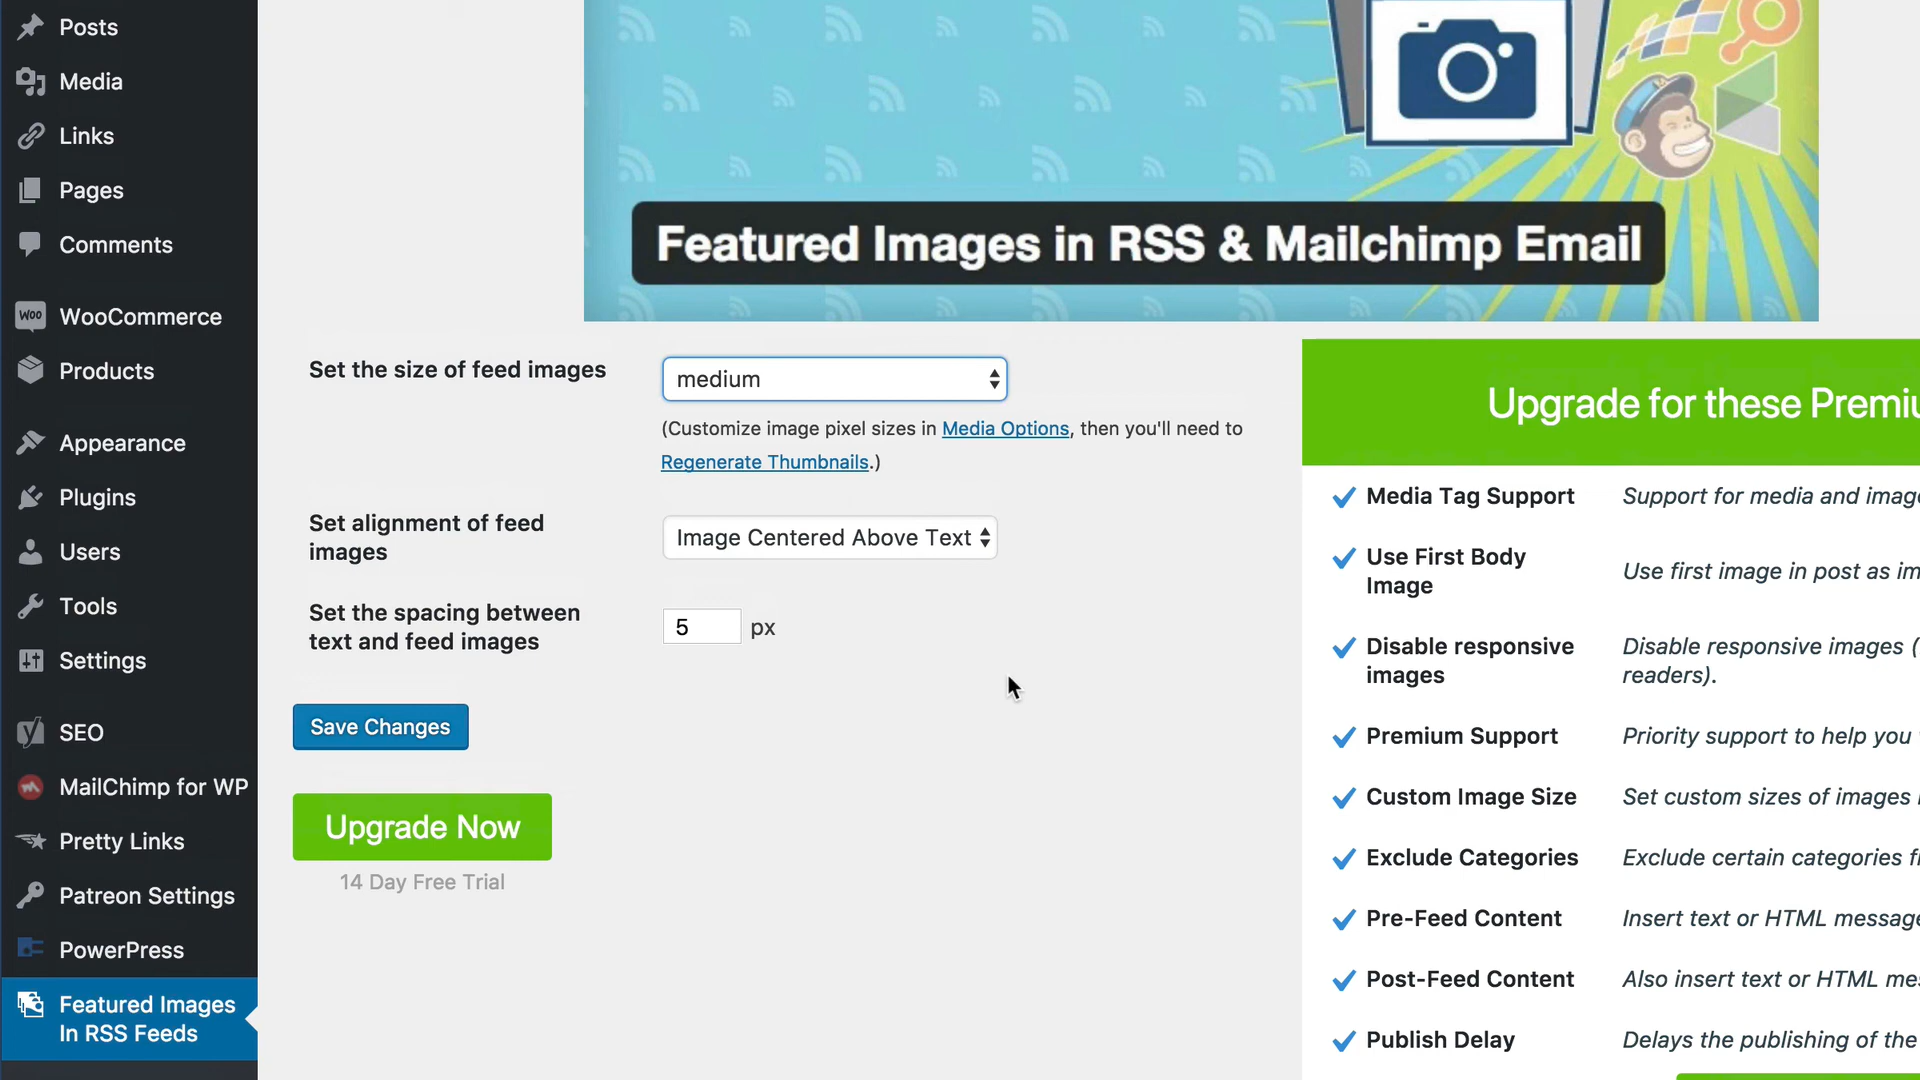 Posts
Media
Links
Pages
Comments
WOO
WooCommerce
Products
Appearance
Plugins
Users
Tools
Settings
SEO
MailChimp for WP
Pretty Links
Patreon Settings
PowerPress
Featured Images
In RSS Feeds
Featured Images in RSS & Mailchimp Email
Set the size of feed images
medium
(Customize image pixel sizes in Media Options, then you'll need to
Regenerate Thumbnails.)
Set alignment of feed
images
Image Centered Above Text
Set the spacing between
text and feed images
5 px
Save Changes
Upgrade Now
14 Day Free Trial
Upgrade for these
Media Tag Support
Support for media and
Use First Body
Image
Use first image in post as
Disable responsive
images
Disable responsive images (
readers).
Premium Support
Priority support to help you
Custom Image Size
Set custom sizes of images
Exclude Categories
Exclude certain categories
Pre-Feed Content
Insert text or HTML
Post-Feed Content
Also insert text or HTML
Publish Delay
Delays the publishing of the